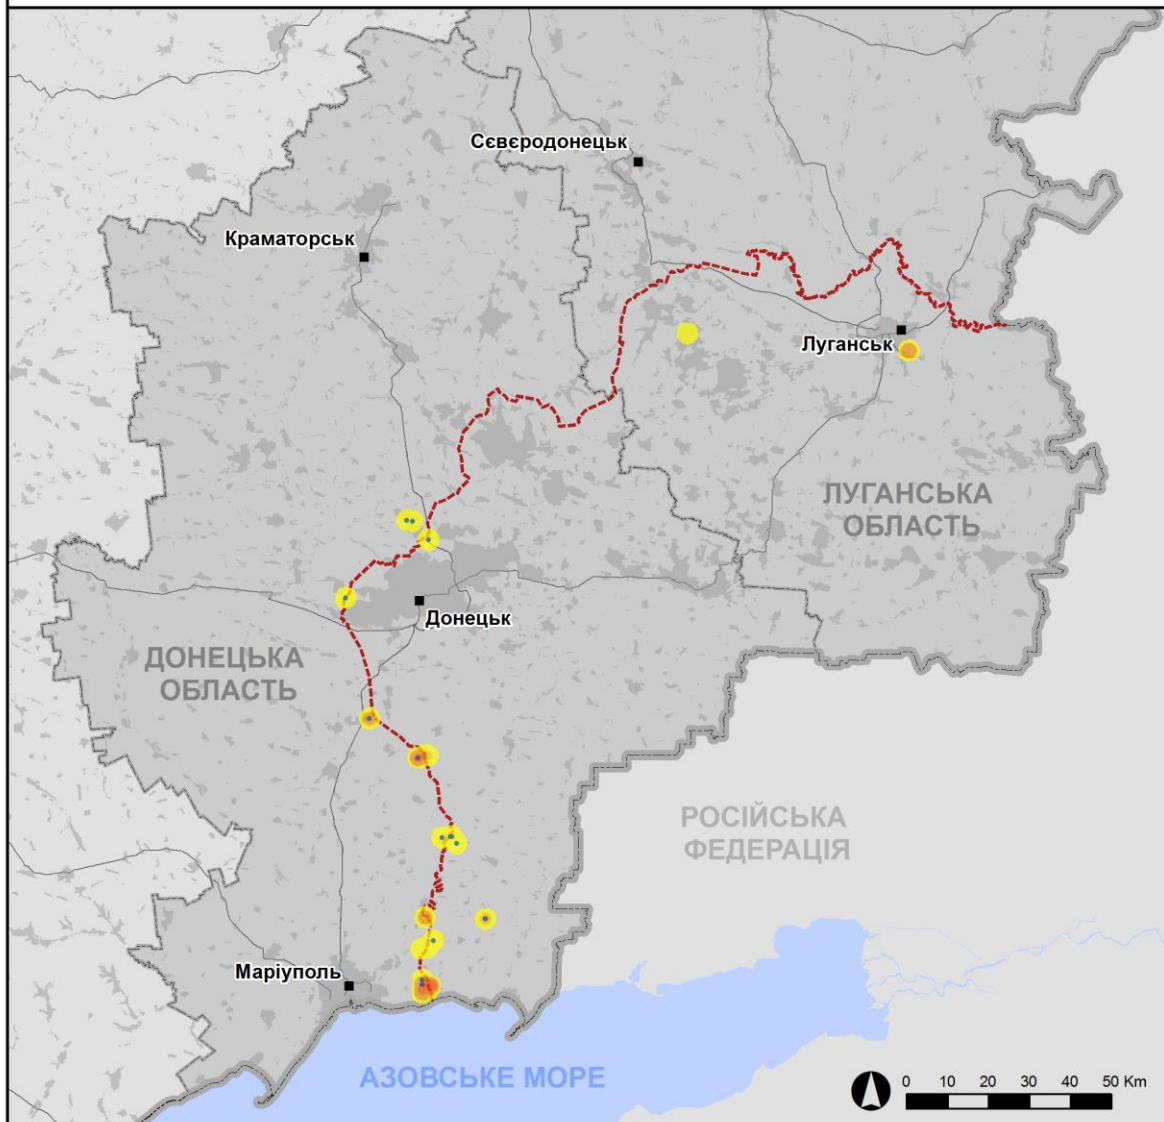 Сєвєродонецьк
Краматорськ
Луганськ
ЛУГАНСЬКА
ОБЛАСТЬ
Донецьк
ДОНЕЦЬКА
ОБЛАСТЬ
РОСІЙСЬКА
ФЕДЕРАЦІЯ
Маріуполь
АЗОВСЬКЕ МОРЕ
0 10 20 30 40 50 Км